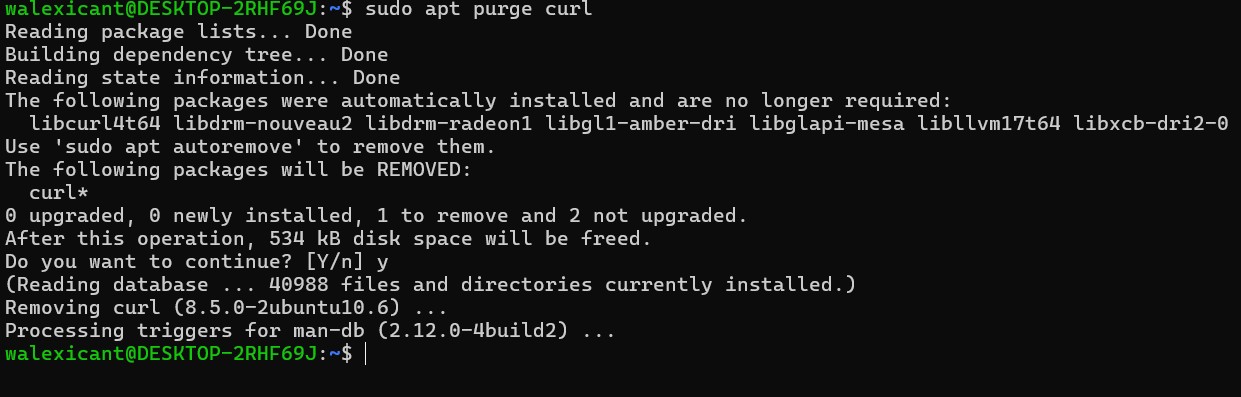 walexicant@DESKTOP-2RHF69J:~$ sudo apt purge curl
Reading package lists... Done
Building dependency tree... Done
Reading state information... Done
The following packages were automatically installed and are no longer required:
  libcurl4t64 libdrm-nouveau2 libdrm-radeon1 libgl1-amber-dri libglapi-mesa libllvm17t64 libxcb-dri2-0
Use 'sudo apt autoremove' to remove them.
The following packages will be REMOVED:
  curl*
0 upgraded, 0 newly installed, 1 to remove and 2 not upgraded.
After this operation, 534 kB disk space will be freed.
Do you want to continue? [Y/n] y
(Reading database ... 40988 files and directories currently installed.)
Removing curl (8.5.0-2ubuntu10.6) ...
Processing triggers for man-db (2.12.0-4build2) ...
walexicant@DESKTOP-2RHF69J:~$